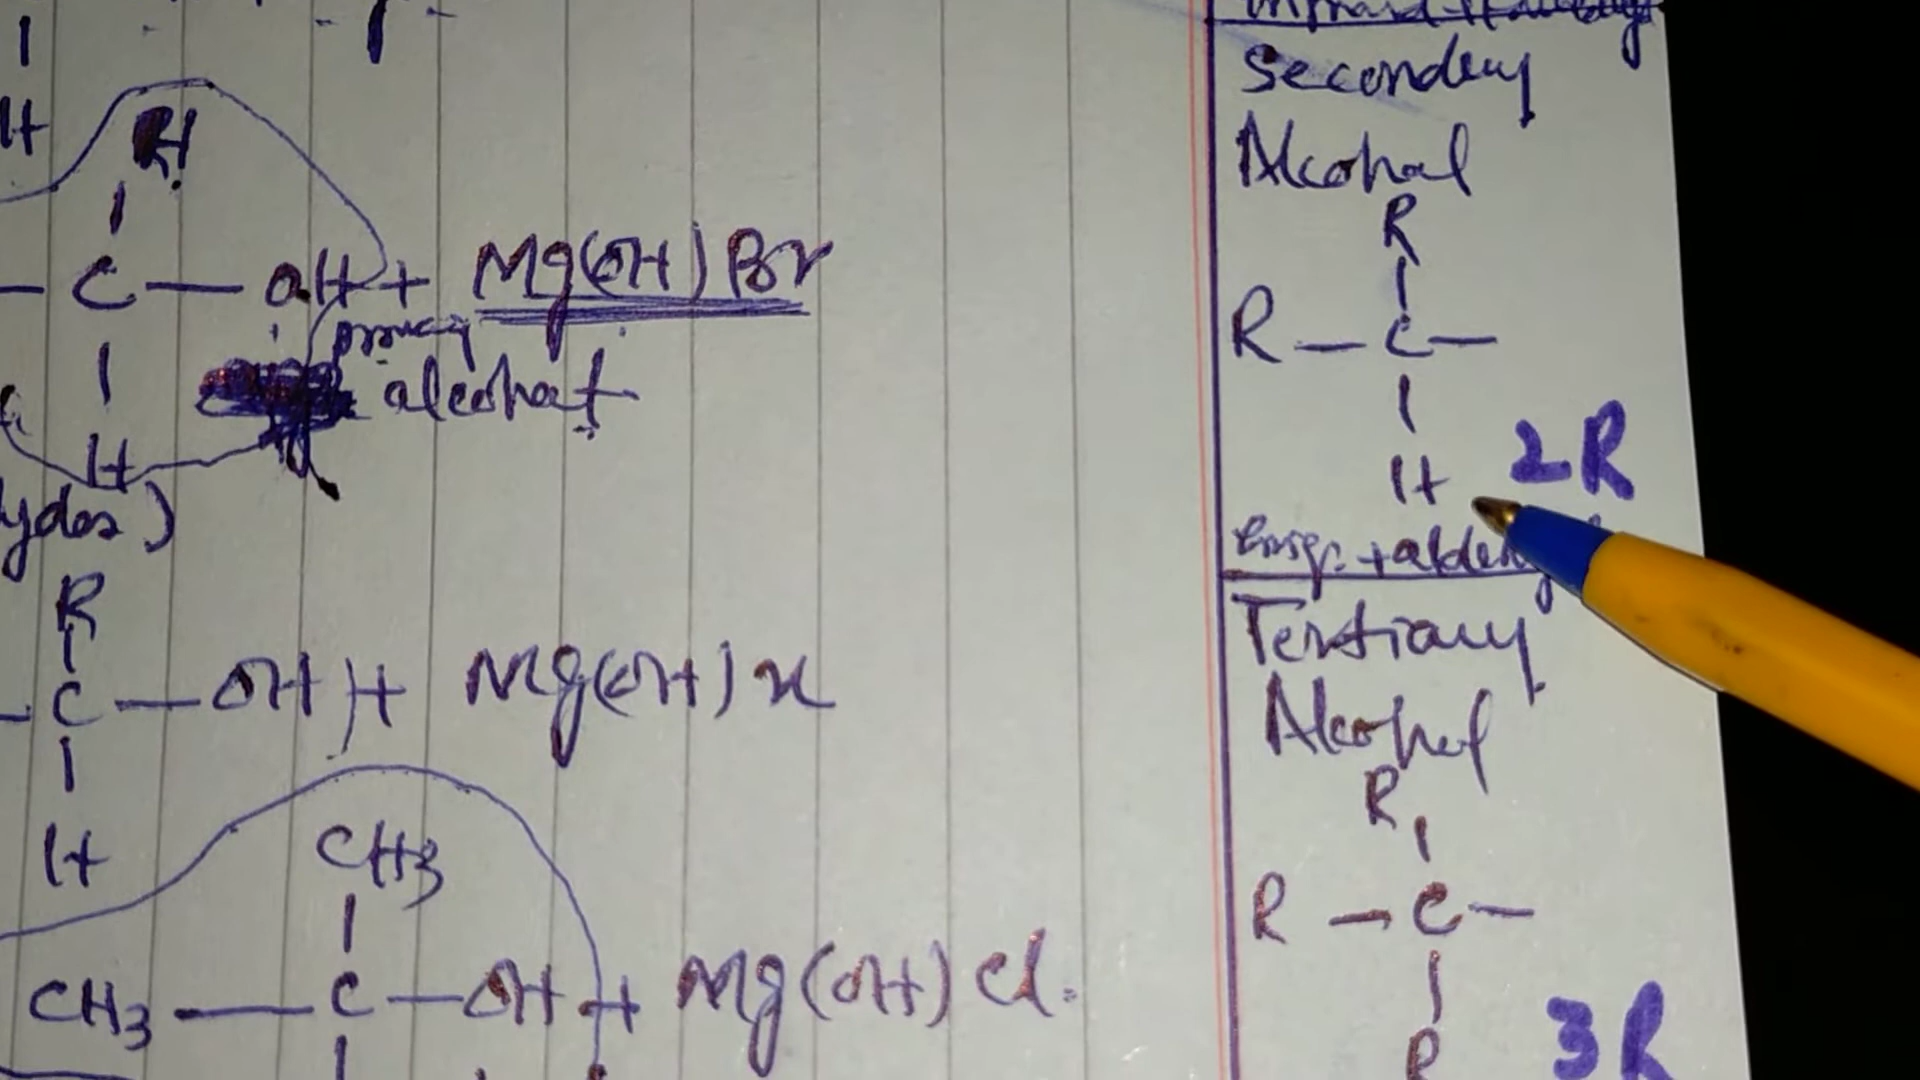 H
H
— C — OH + Mg(OH)Br
alcohol
H
R
— C — OH) + Mg(OH)x
H
CH3
CH3 — C — OH + Mg(OH)Cl.
Secondary
Alcohal
R
R — C —
H
2R
Tertiary
Alcohol
R
R — C —
R
3R